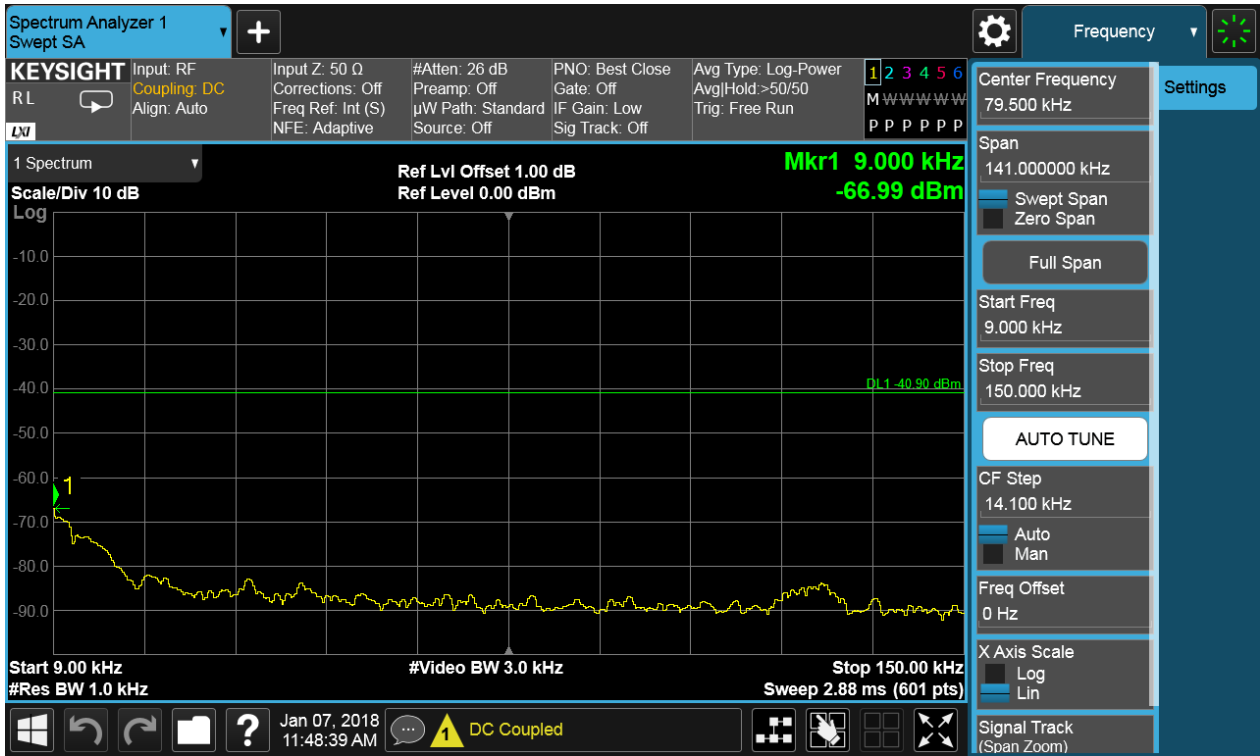 Spectrum Analyzer 1
Swept SA
Frequency
KEYSIGHT
R L
LXI
Input: RF
Coupling: DC
Align: Auto
Input Z: 50 Ω
Corrections: Off
Freq Ref: Int (S)
NFE: Adaptive
#Atten: 26 dB
Preamp: Off
µW Path: Standard
Source: Off
PNO: Best Close
Gate: Off
IF Gain: Low
Sig Track: Off
Avg Type: Log-Power
Avg|Hold:>50/50
Trig: Free Run
1 2 3 4 5 6
M W W W W W
P P P P P P
1 Spectrum
Scale/Div 10 dB
Log
Ref Lvl Offset 1.00 dB
Ref Level 0.00 dBm
Mkr1 9.000 kHz
-66.99 dBm
-10.0
-20.0
-30.0
-40.0
DL1 -40.90 dBm
-50.0
-60.0
1
-70.0
-80.0
-90.0
Start 9.00 kHz
#Res BW 1.0 kHz
#Video BW 3.0 kHz
Stop 150.00 kHz
Sweep 2.88 ms (601 pts)
Center Frequency
79.500 kHz
Span
141.000000 kHz
Swept Span
Zero Span
Full Span
Start Freq
9.000 kHz
Stop Freq
150.000 kHz
AUTO TUNE
CF Step
14.100 kHz
Auto
Man
Freq Offset
0 Hz
X Axis Scale
Log
Lin
Signal Track
(Span Zoom)
Settings
?
Jan 07, 2018
11:48:39 AM
1
DC Coupled